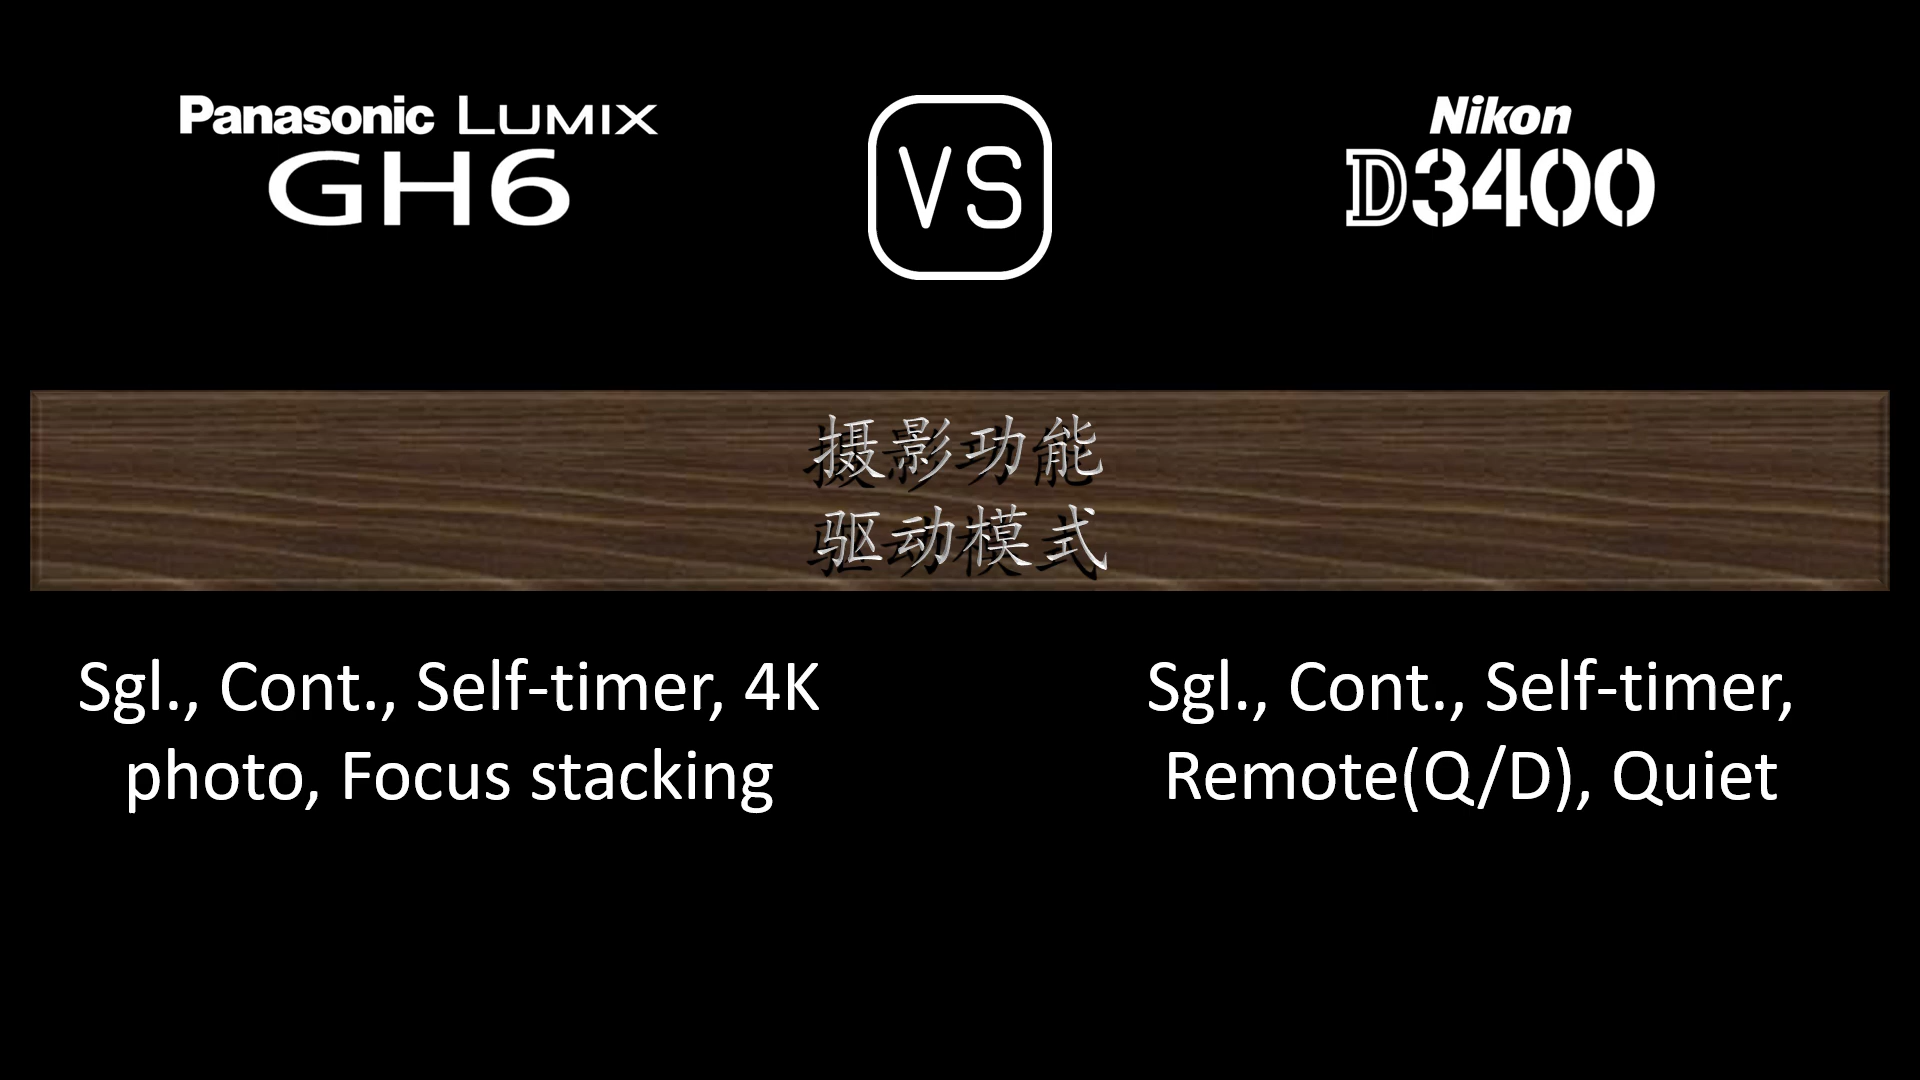 Panasonic LUMIX
GH6
VS
Nikon
D3400
摄影功能
驱动模式
Sgl., Cont., Self-timer, 4K
photo, Focus stacking
Sgl., Cont., Self-timer,
Remote(Q/D), Quiet